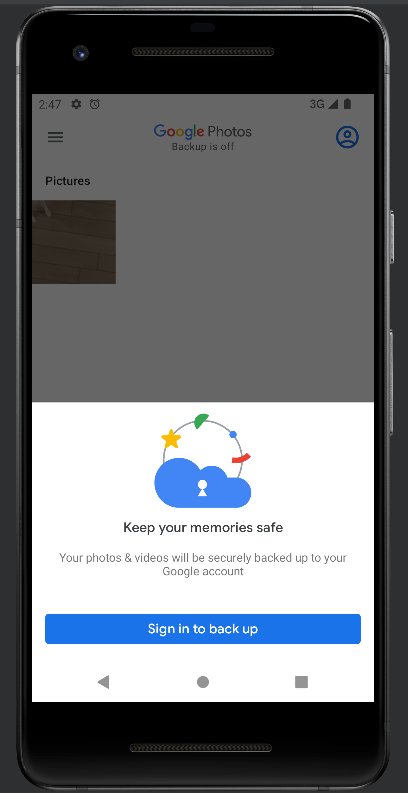 2:47 3G
Google Photos
Backup is off
Pictures
Keep your memories safe
Your photos & videos will be securely backed up to your
Google account
Sign in to back up